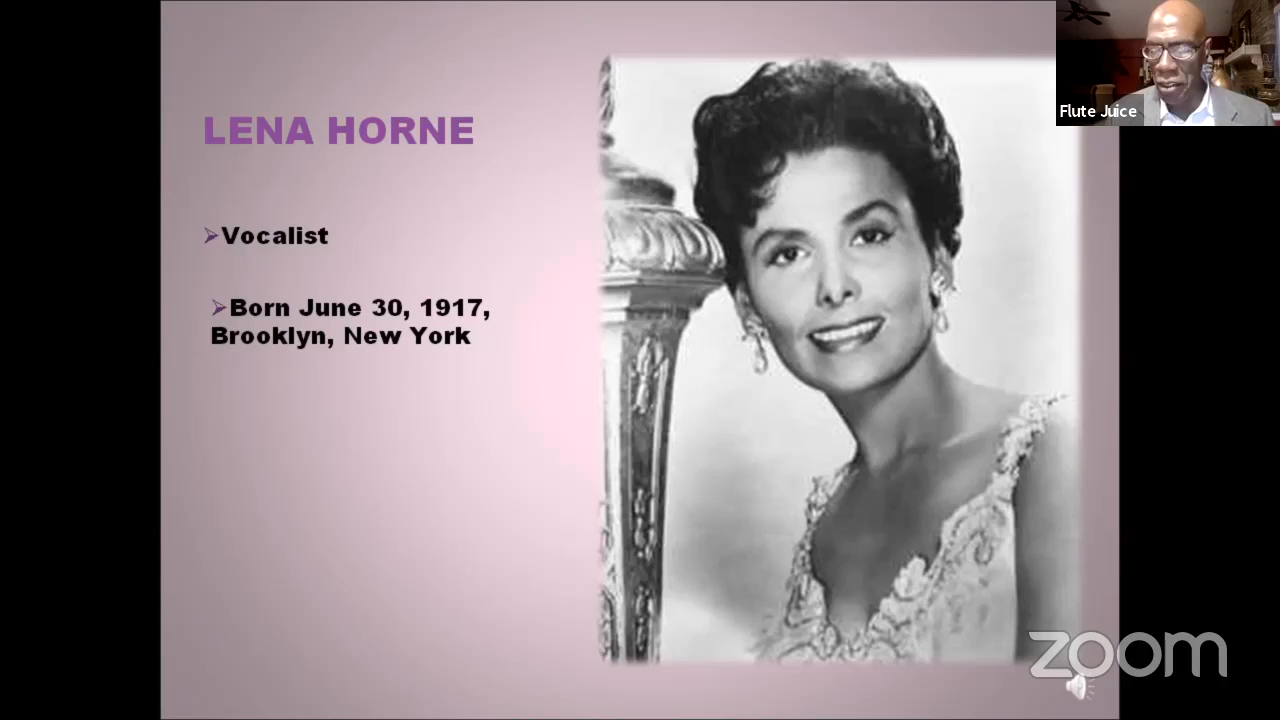 LENA HORNE
➢Vocalist
➢Born June 30, 1917,
Brooklyn, New York
Flute Juice
zoom